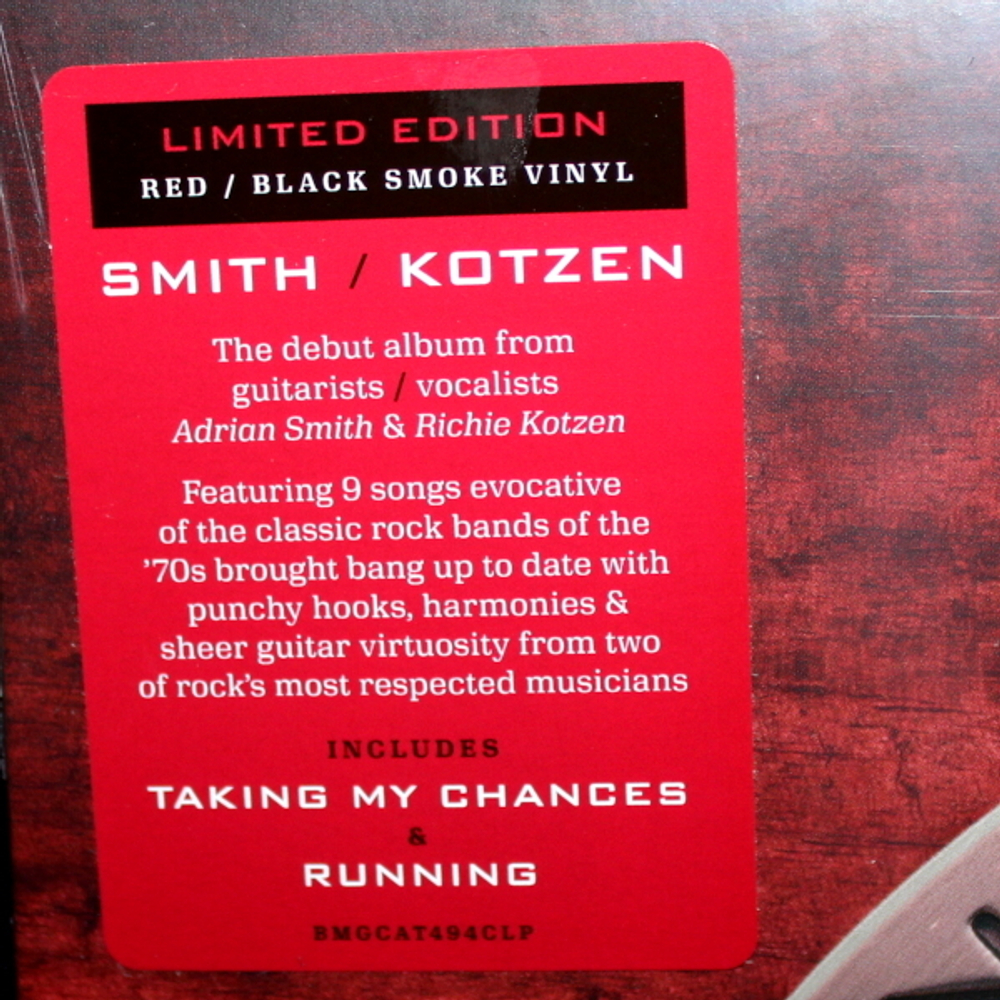 LIMITED EDITION
RED / BLACK SMOKE VINYL
SMITH / KOTZEN
The debut album from
guitarists / vocalists
Adrian Smith & Richie Kotzen
Featuring 9 songs evocative
of the classic rock bands of the
’70s brought bang up to date with
punchy hooks, harmonies &
sheer guitar virtuosity from two
of rock’s most respected musicians
INCLUDES
TAKING MY CHANCES
&
RUNNING
BMGCAT494CLP